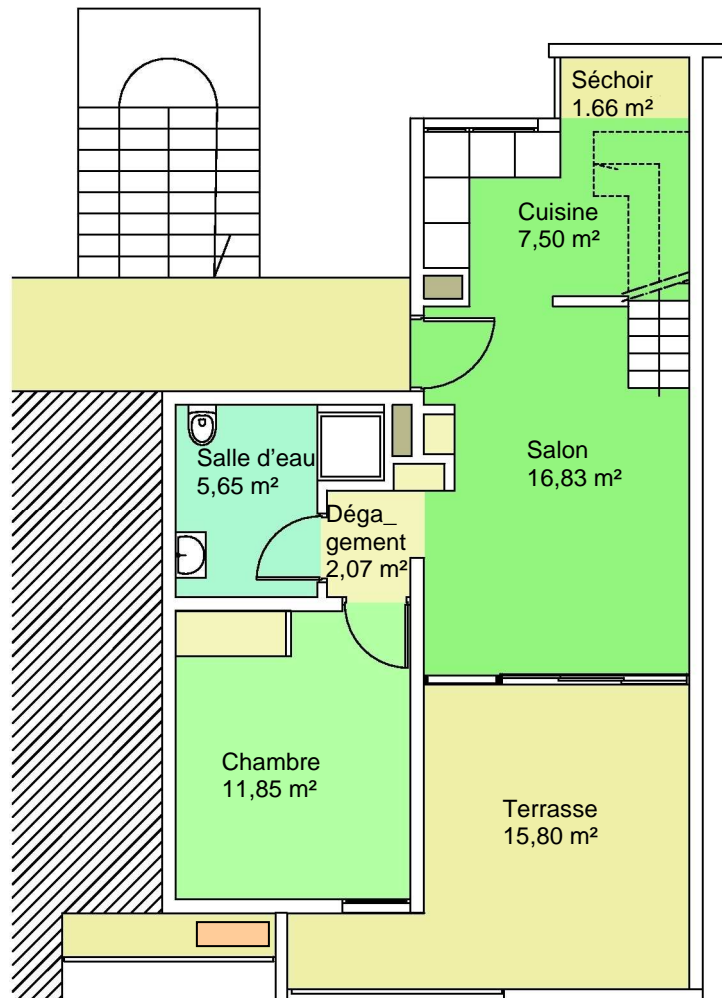 Séchoir
1.66 m²
Cuisine
7,50 m²
Salon
16,83 m²
Salle d'eau
5,65 m²
Déga_
gement
2,07 m²
Chambre
11,85 m²
Terrasse
15,80 m²